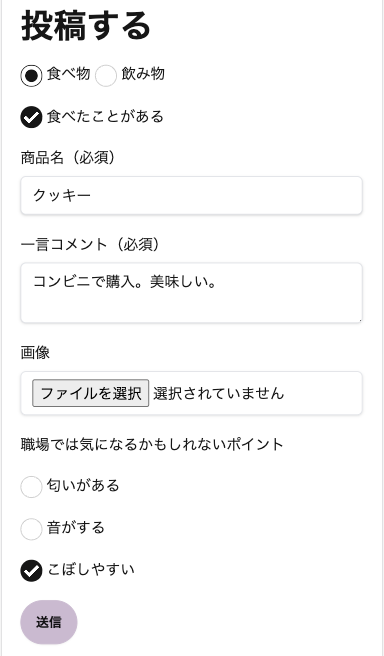 投稿する
食べ物 飲み物
食べたことがある
商品名（必須）
クッキー
一言コメント（必須）
コンビニで購入。美味しい。
画像
ファイルを選択 選択されていません
職場では気になるかもしれないポイント
匂いがある
音がする
こぼしやすい
送信